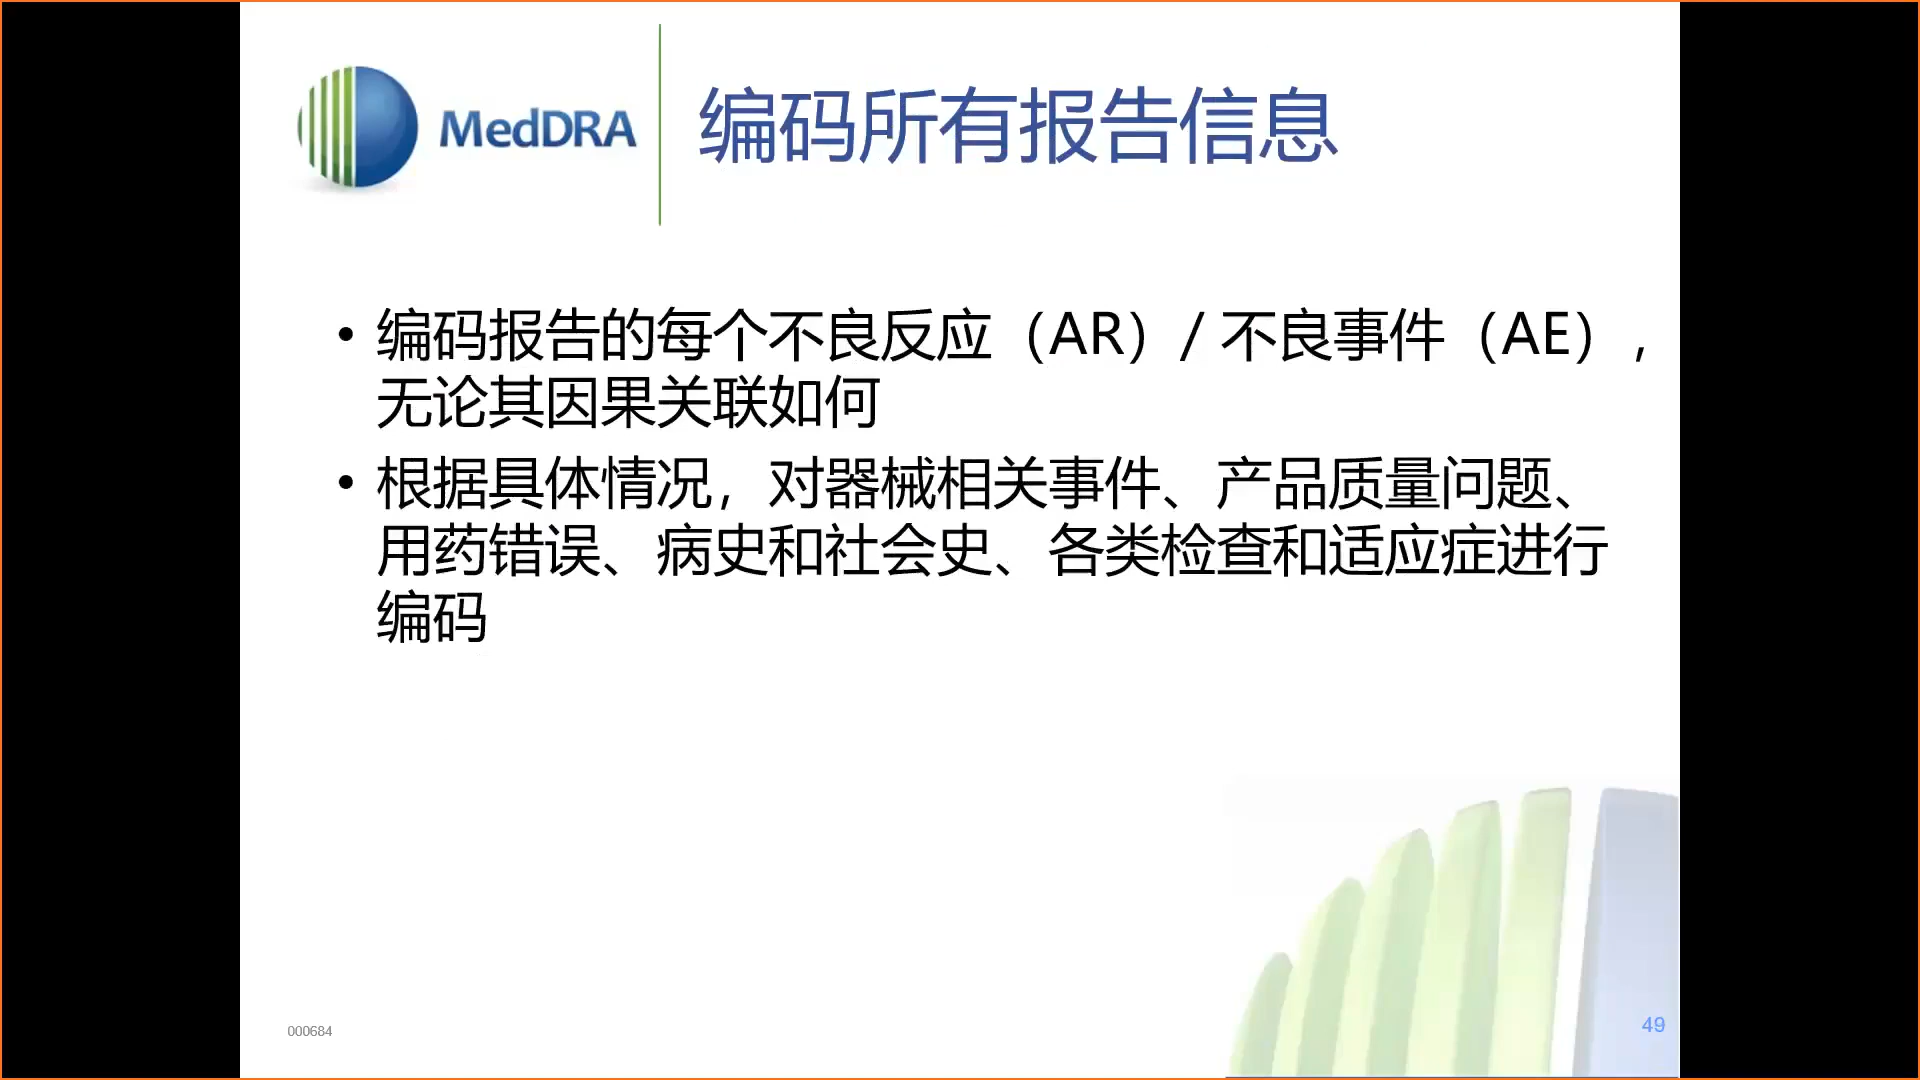 MedDRA
编码所有报告信息
• 编码报告的每个不良反应（AR）/ 不良事件（AE），
无论其因果关联如何
• 根据具体情况，对器械相关事件、产品质量问题、
用药错误、病史和社会史、各类检查和适应症进行
编码
000684
49